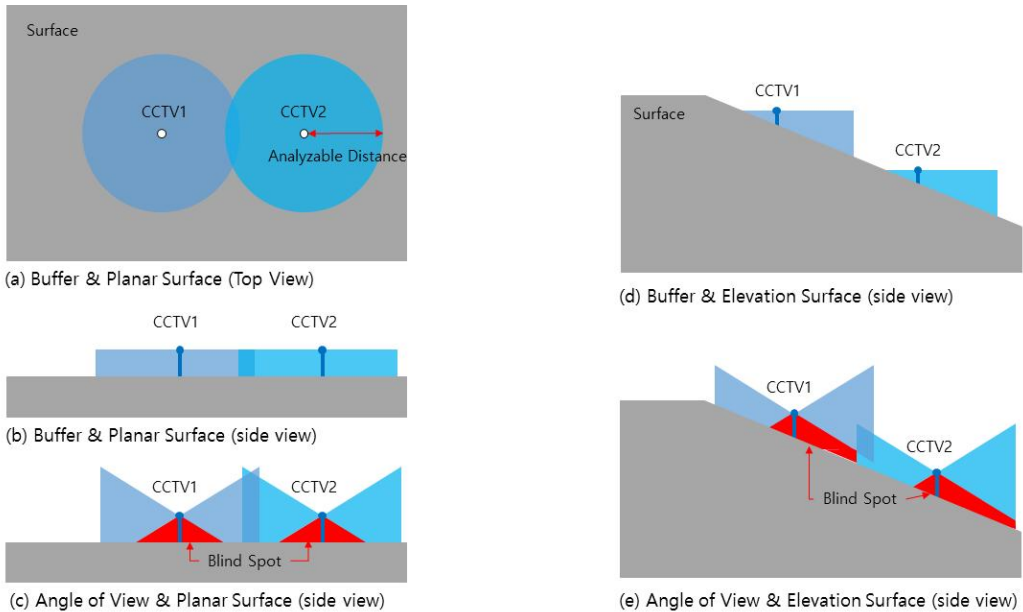 Surface
CCTV1
CCTV2
Analyzable Distance
(a) Buffer & Planar Surface (Top View)
CCTV1
CCTV2
(b) Buffer & Planar Surface (side view)
CCTV1
CCTV2
Blind Spot
(c) Angle of View & Planar Surface (side view)
CCTV1
Surface
CCTV2
(d) Buffer & Elevation Surface (side view)
CCTV1
CCTV2
Blind Spot
(e) Angle of View & Elevation Surface (side view)